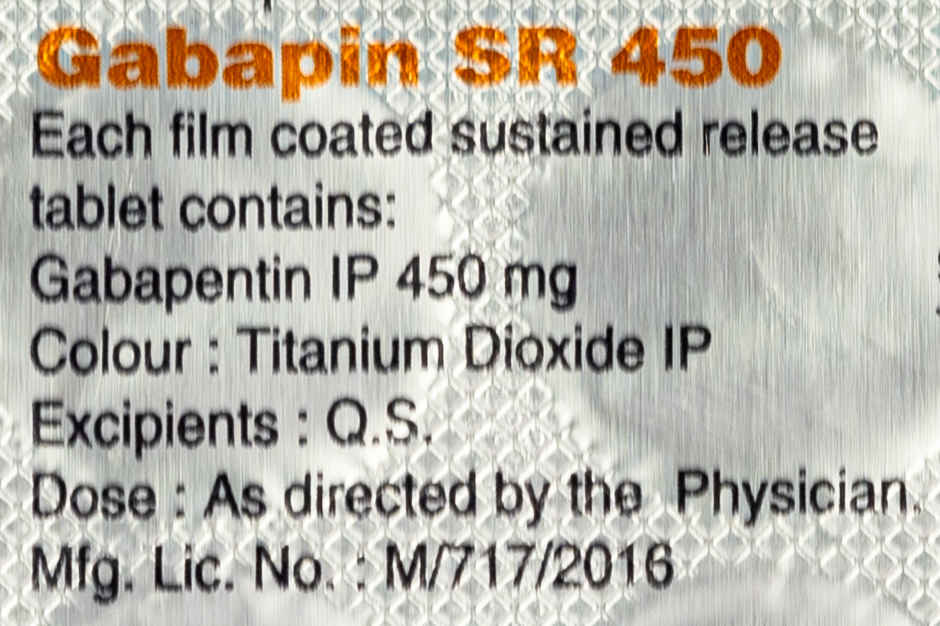 Gabapin SR 450
Each film coated sustained release
tablet contains:
Gabapentin IP 450 mg
Colour : Titanium Dioxide IP
Excipients : Q.S.
Dose : As directed by the Physician.
Mfg. Lic. No. : M/717/2016